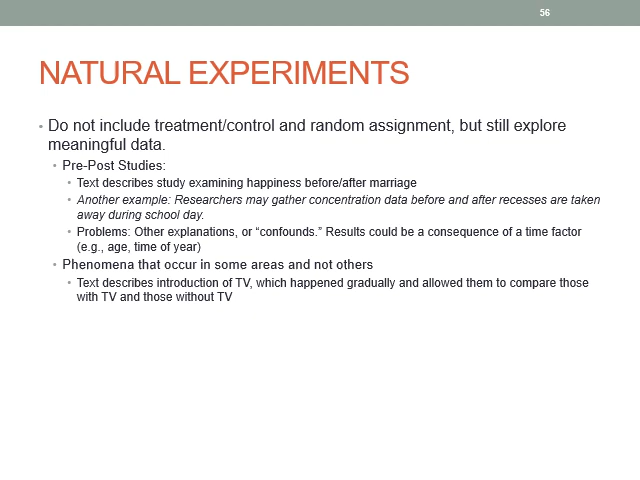 56
NATURAL EXPERIMENTS
• Do not include treatment/control and random assignment, but still explore
meaningful data.
• Pre-Post Studies:
• Text describes study examining happiness before/after marriage
• Another example: Researchers may gather concentration data before and after recesses are taken
away during school day.
• Problems: Other explanations, or “confounds.” Results could be a consequence of a time factor
(e.g., age, time of year)
• Phenomena that occur in some areas and not others
• Text describes introduction of TV, which happened gradually and allowed them to compare those
with TV and those without TV